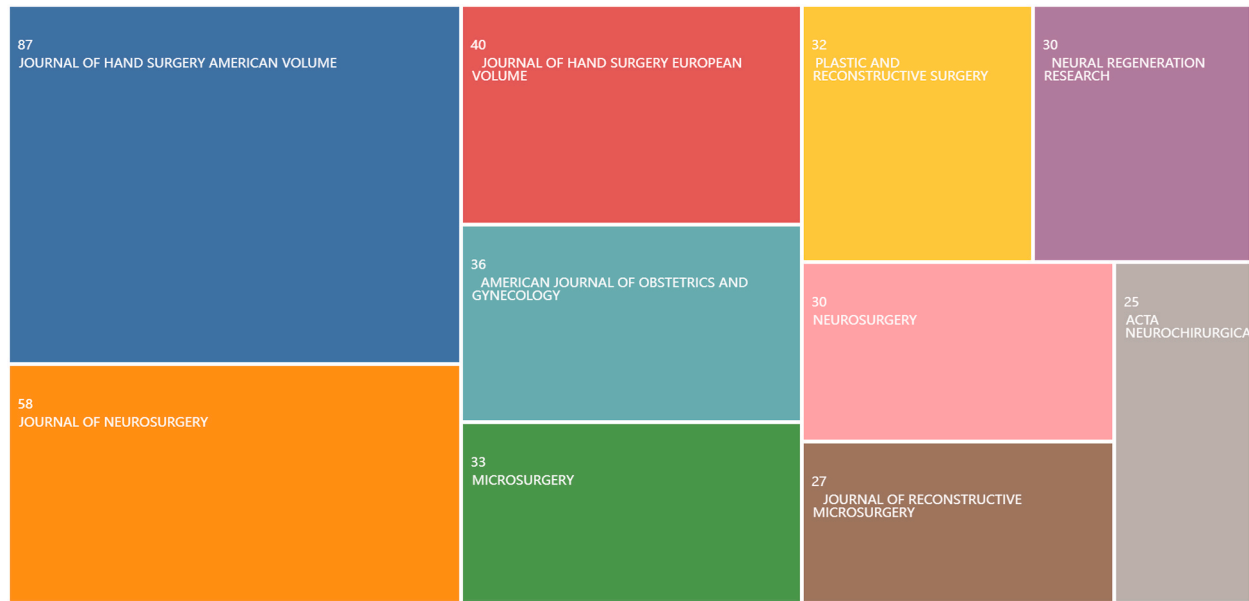 87
JOURNAL OF HAND SURGERY AMERICAN VOLUME
58
JOURNAL OF NEUROSURGERY
40
JOURNAL OF HAND SURGERY EUROPEAN
VOLUME
36
AMERICAN JOURNAL OF OBSTETRICS AND
GYNECOLOGY
33
MICROSURGERY
32
PLASTIC AND
RECONSTRUCTIVE SURGERY
30
NEURAL REGENERATION
RESEARCH
30
NEUROSURGERY
27
JOURNAL OF RECONSTRUCTIVE
MICROSURGERY
25
ACTA
NEUROCHIRURGICA